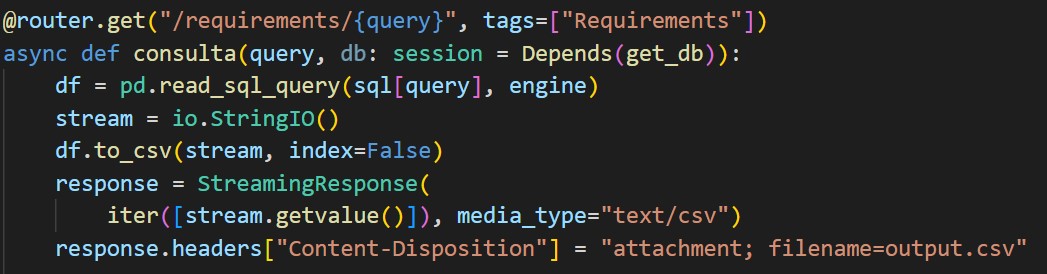 @router.get("/requirements/{query}", tags=["Requirements"])
async def consulta(query, db: session = Depends(get_db)):
    df = pd.read_sql_query(sql[query], engine)
    stream = io.StringIO()
    df.to_csv(stream, index=False)
    response = StreamingResponse(
        iter([stream.getvalue()]), media_type="text/csv")
    response.headers["Content-Disposition"] = "attachment; filename=output.csv"